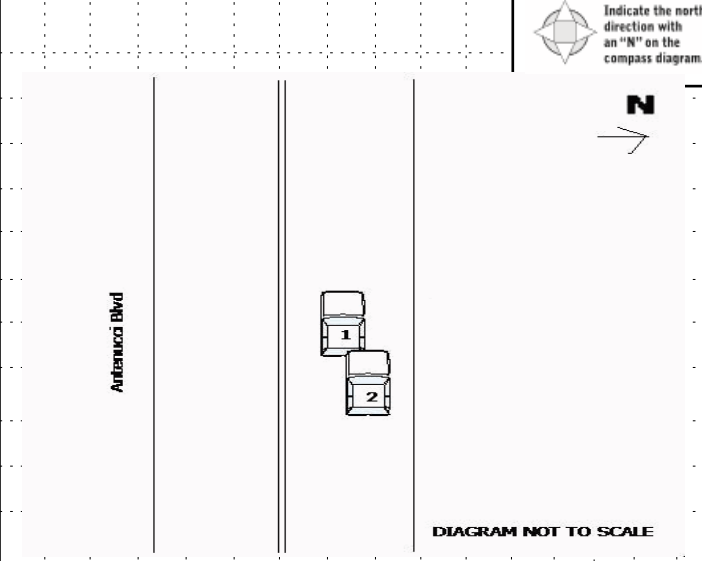 Indicate the north
direction with
an "N" on the
compass diagram.
N
Antenucci Blvd
1
2
DIAGRAM NOT TO SCALE